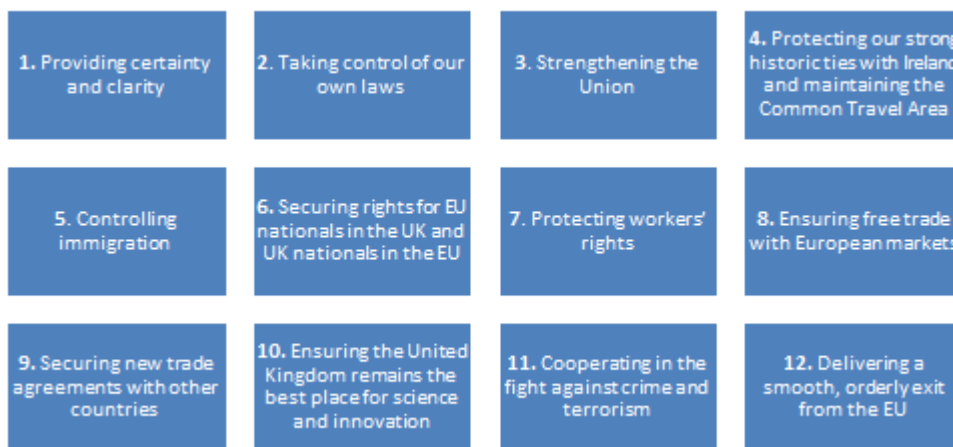 1. Providing certainty
and clarity
2. Taking control of our
own laws
3. Strengthening the
Union
4. Protecting our strong
historic ties with Ireland
and maintaining the
Common Travel Area
5. Controlling
immigration
6. Securing rights for EU
nationals in the UK and
UK nationals in the EU
7. Protecting workers'
rights
8. Ensuring free trade
with European markets
9. Securing new trade
agreements with other
countries
10. Ensuring the United
Kingdom remains the
best place for science
and innovation
11. Cooperating in the
fight against crime and
terrorism
12. Delivering a
smooth, orderly exit
from the EU